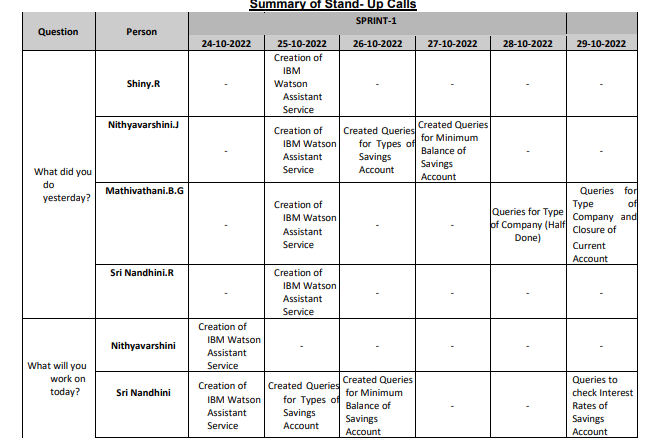 Summary of Stand- Up Calls
Question
Person
SPRINT-1
24-10-2022
25-10-2022
26-10-2022
27-10-2022
28-10-2022
29-10-2022
What did you
do
yesterday?
Shiny.R
-
Creation of
IBM
Watson
Assistant
Service
-
-
-
-
Nithyavarshini.J
-
Creation of
IBM Watson
Assistant
Service
Created Queries
for Types of
Savings
Account
Created Queries
for Minimum
Balance of
Savings
Account
-
-
Mathivathani.B.G
-
Creation of
IBM Watson
Assistant
Service
-
-
Queries for Type
of Company (Half
Done)
Queries for
Type of
Company and
Closure of
Current
Account
Sri Nandhini.R
-
Creation of
IBM Watson
Assistant
Service
-
-
-
-
What will you
work on
today?
Nithyavarshini
Creation of
IBM Watson
Assistant
Service
-
-
-
-
-
Sri Nandhini
Creation of
IBM Watson
Assistant
Service
Created Queries
for Types of
Savings
Account
Created Queries
for Minimum
Balance of
Savings
Account
-
-
Queries to
check Interest
Rates of
Savings
Account